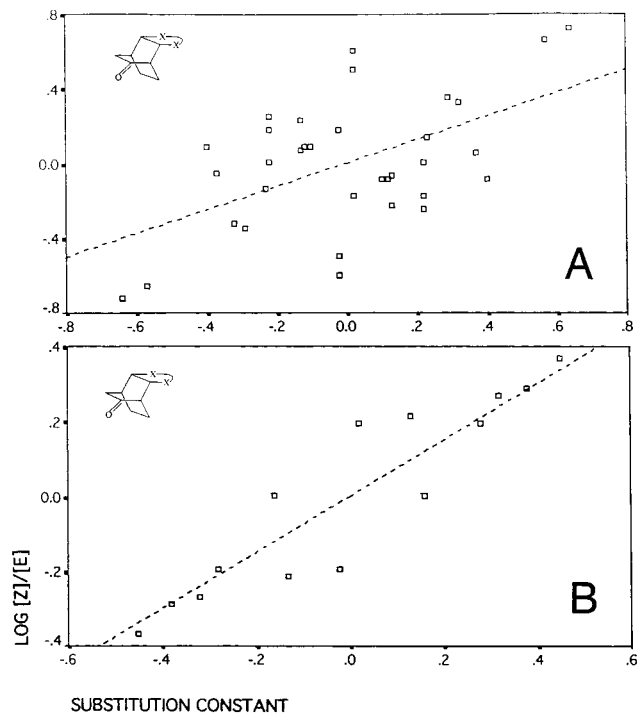 .8
X
X
O
.4
0.0
-.4
-.8
A
-.8 -.6 -.4 -.2 0.0 .2 .4 .6 .8
.4
X
X
O
.2
0.0
-.2
-.4
B
-.6 -.4 -.2 0.0 .2 .4 .6
LOG [Z]/[E]
SUBSTITUTION CONSTANT